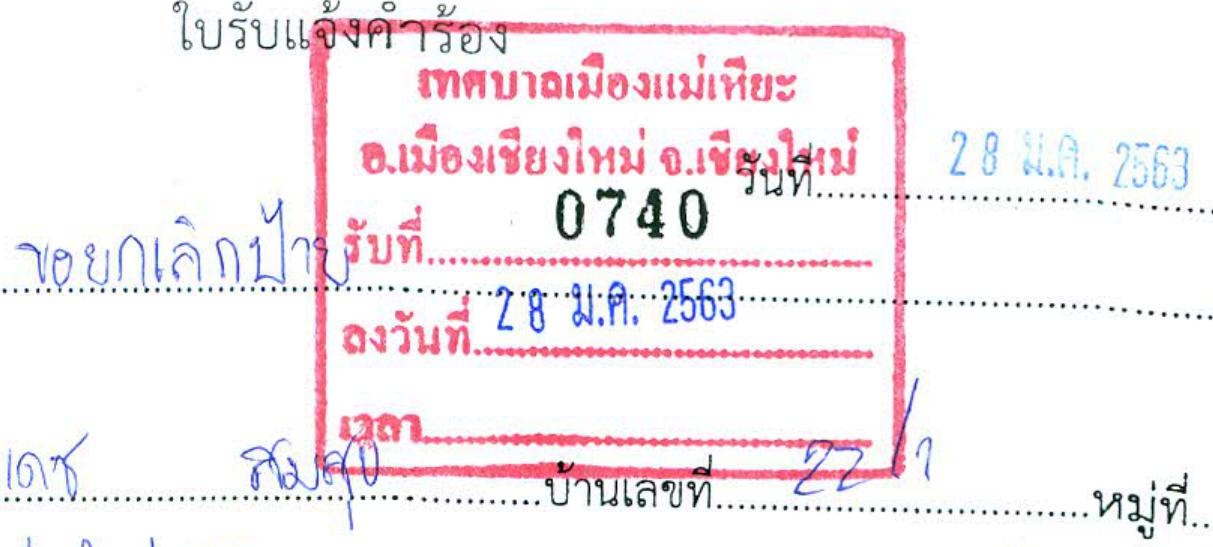 ใบรับแจ้งคำร้อง
เทศบาลเมืองแม่เหียะ
อ.เมืองเชียงใหม่ จ.เชียงใหม่
วันที่ 28 ม.ค. 2563
รับที่ 0740
ขอยกเลิกป้าย
ลงวันที่ 28 ม.ค. 2563
เวลา
เดช บ้านเลขที่ 22/1 หมู่ที่